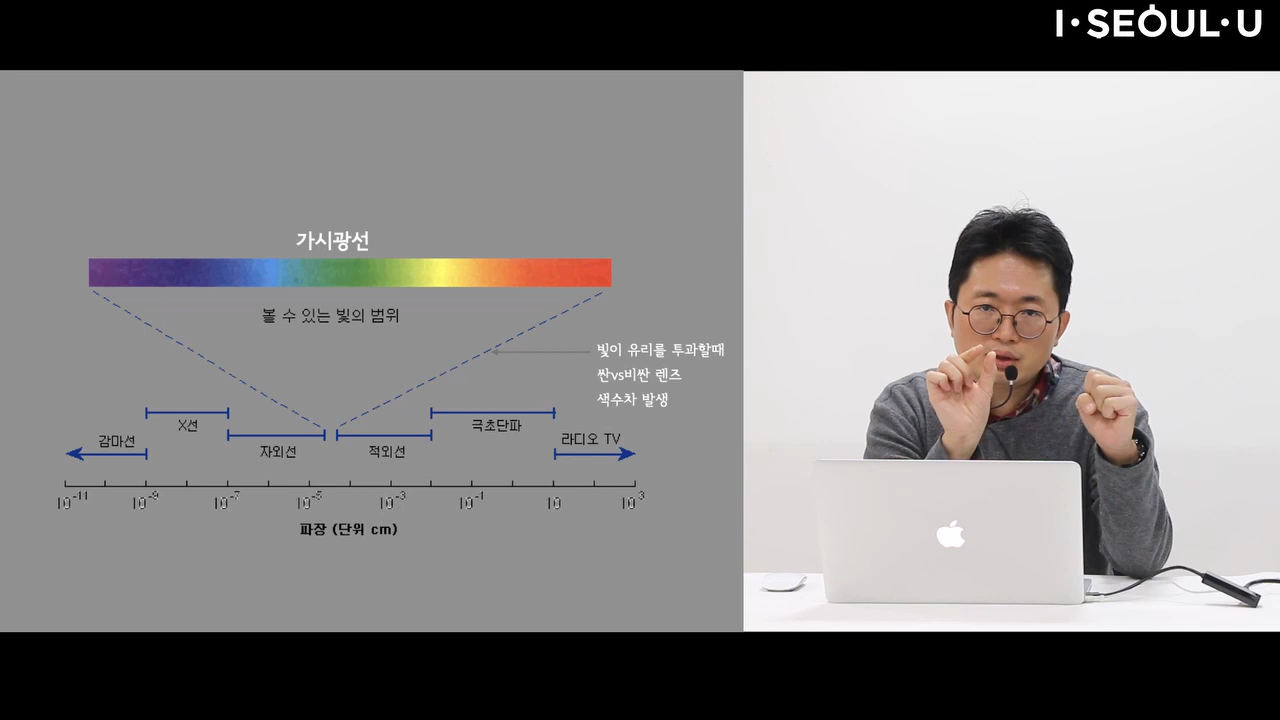 I·SEOUL·U
가시광선
볼 수 있는 빛의 범위
빛이 유리를 투과할때
싼vs비싼 렌즈
색수차 발생
감마선
X선
자외선
적외선
극초단파
라디오 TV
10⁻¹¹ 10⁻⁹ 10⁻⁷ 10⁻⁵ 10⁻³ 10⁻¹ 10 10³
파장 (단위 cm)